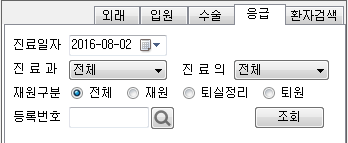 외래 입원 수술 응급 환자검색
진료일자 2016-08-02
진 료 과 전체 진 료 의 전체
재원구분 전체 재원 퇴실정리 퇴원
등록번호 조회